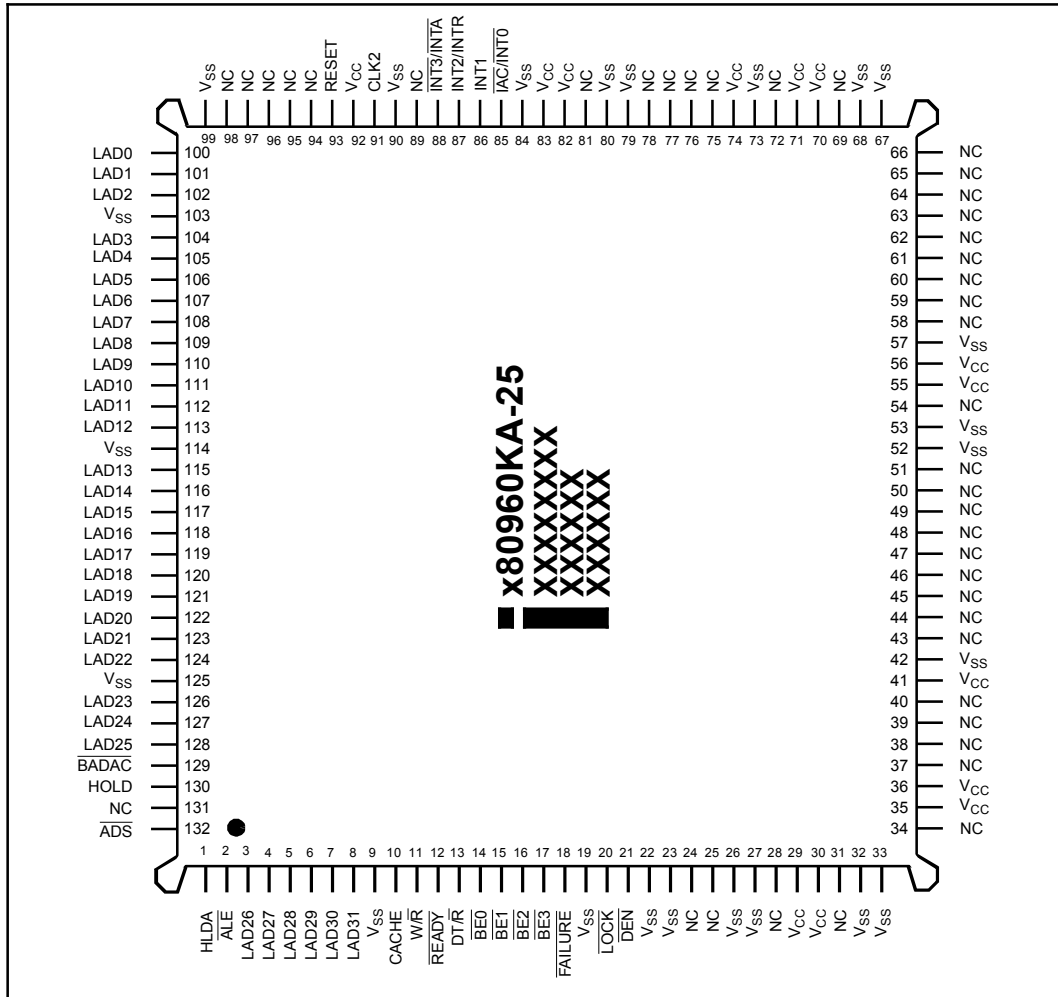 VSS NC NC NC NC NC RESET VCC CLK2 VSS NC INT3/INTA INT2/INTR INT1 IAC/INT0 VSS VCC VCC NC VSS VSS NC NC NC NC VCC VSS NC VCC VCC NC VSS VSS
99 98 97 96 95 94 93 92 91 90 89 88 87 86 85 84 83 82 81 80 79 78 77 76 75 74 73 72 71 70 69 68 67
LAD0 100 66 NC
LAD1 101 65 NC
LAD2 102 64 NC
VSS 103 63 NC
LAD3 104 62 NC
LAD4 105 61 NC
LAD5 106 60 NC
LAD6 107 59 NC
LAD7 108 58 NC
LAD8 109 57 VSS
LAD9 110 56 VCC
LAD10 111 55 VCC
LAD11 112 54 NC
LAD12 113 53 VSS
VSS 114 52 VSS
LAD13 115 51 NC
LAD14 116 50 NC
LAD15 117 49 NC
LAD16 118 48 NC
LAD17 119 47 NC
LAD18 120 46 NC
LAD19 121 45 NC
LAD20 122 44 NC
LAD21 123 43 NC
LAD22 124 42 VSS
VSS 125 41 VCC
LAD23 126 40 NC
LAD24 127 39 NC
LAD25 128 38 NC
BADAC 129 37 NC
HOLD 130 36 VCC
NC 131 35 VCC
ADS 132 34 NC
x80960KA-25
XXXXXXXX
XXXXXX
XXXXXX
1 2 3 4 5 6 7 8 9 10 11 12 13 14 15 16 17 18 19 20 21 22 23 24 25 26 27 28 29 30 31 32 33
HLDA ALE LAD26 LAD27 LAD28 LAD29 LAD30 LAD31 VSS CACHE W/R READY DT/R BE0 BE1 BE2 BE3 FAILURE VSS LOCK DEN VSS VSS NC NC VSS VSS NC VCC VCC NC VSS VSS